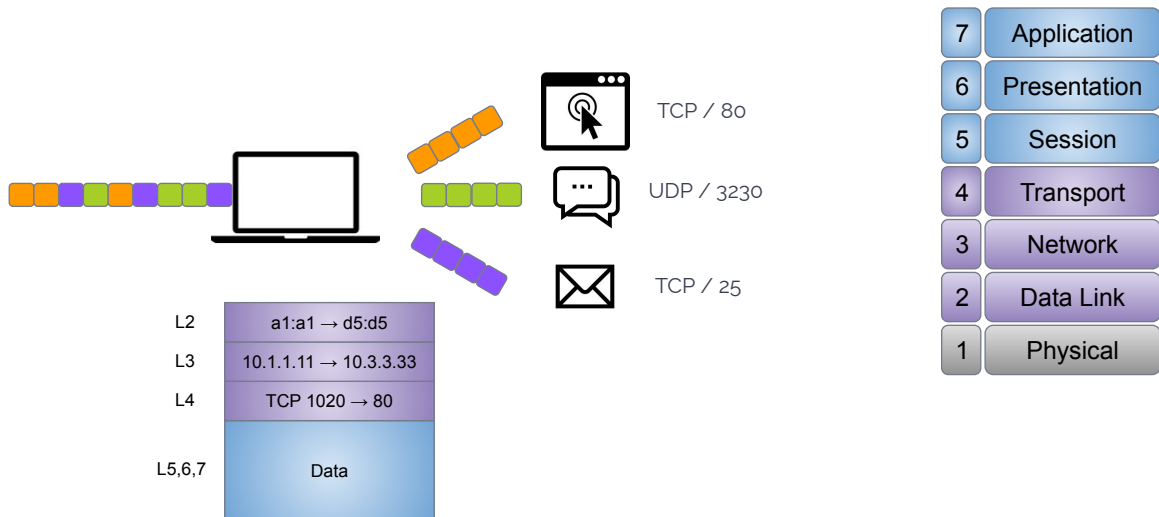 TCP / 80
UDP / 3230
TCP / 25
L2
a1:a1 → d5:d5
L3
10.1.1.11 → 10.3.3.33
L4
TCP 1020 → 80
L5,6,7
Data
7 Application
6 Presentation
5 Session
4 Transport
3 Network
2 Data Link
1 Physical